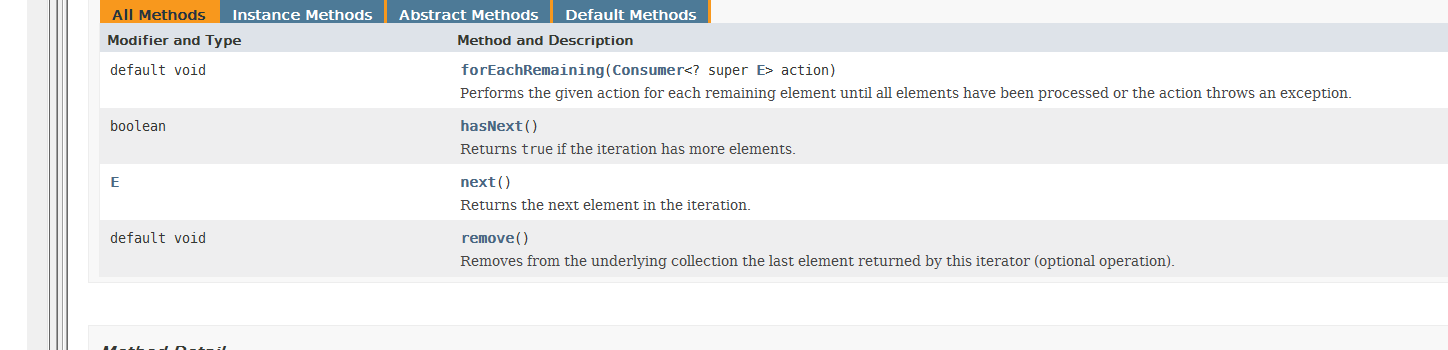 All Methods Instance Methods Abstract Methods Default Methods
Modifier and Type Method and Description
default void forEachRemaining(Consumer<? super E> action)
Performs the given action for each remaining element until all elements have been processed or the action throws an exception.
boolean hasNext()
Returns true if the iteration has more elements.
E next()
Returns the next element in the iteration.
default void remove()
Removes from the underlying collection the last element returned by this iterator (optional operation).
Method Detail